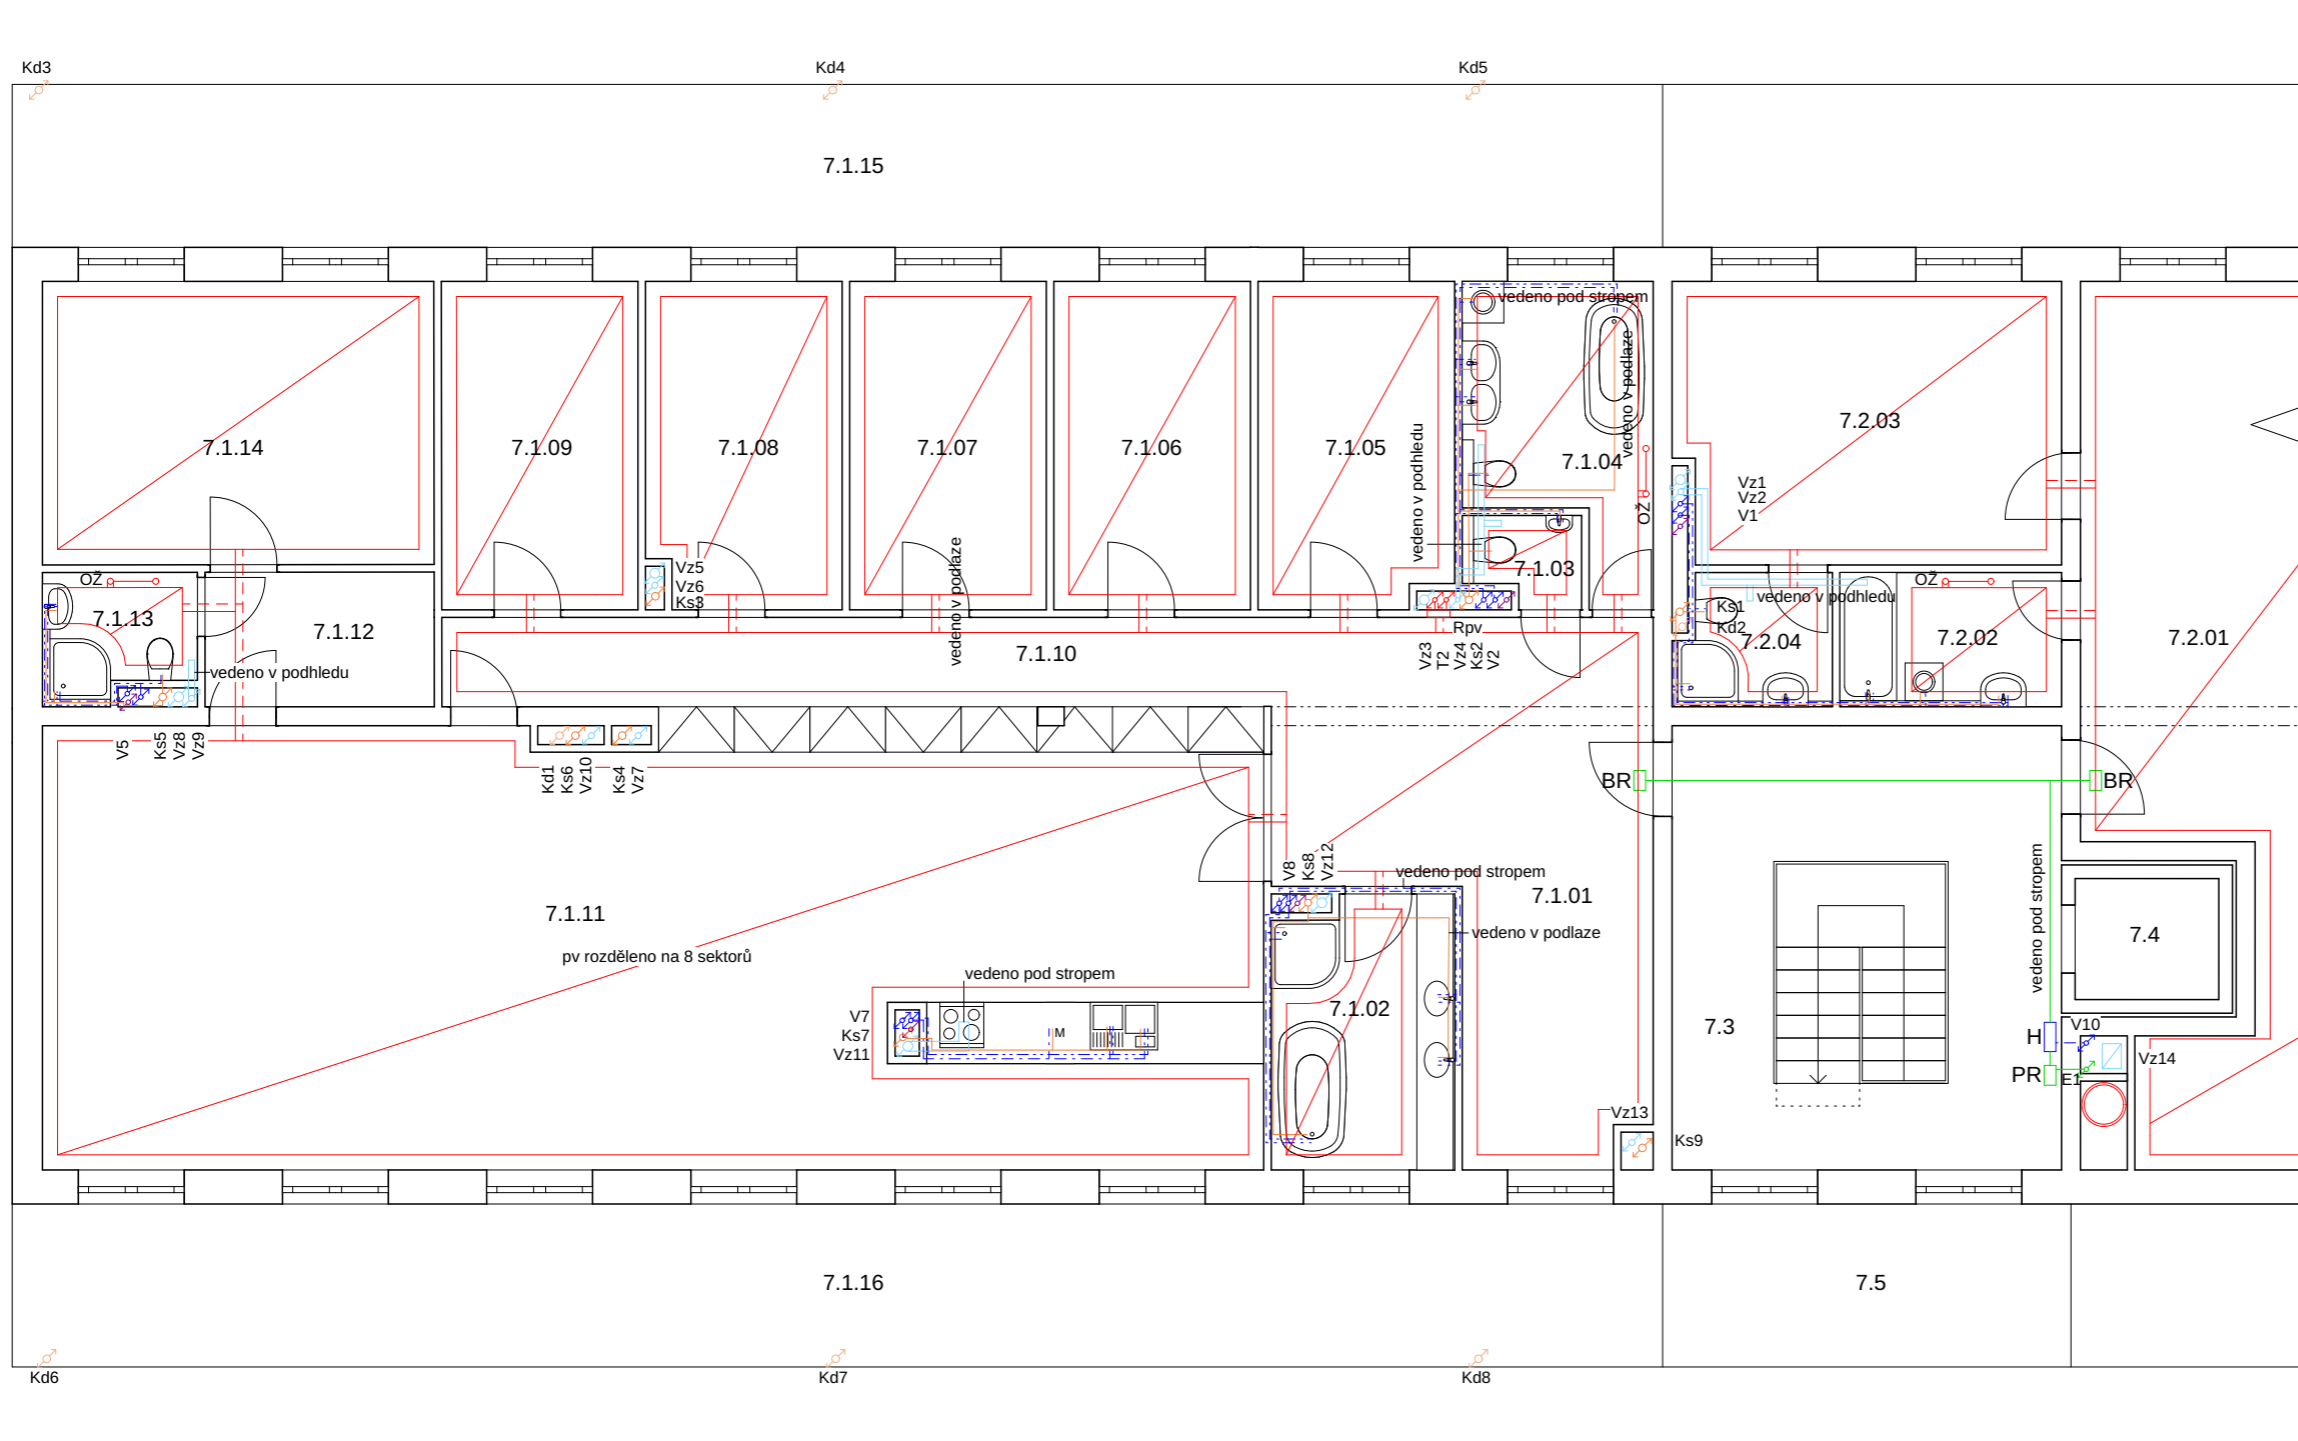 Kd3
Kd4
Kd5
7.1.15
vedeno pod stropem
vedeno v podlaze
7.2.03
7.1.14
7.1.09
7.1.08
7.1.07
7.1.06
7.1.05
7.1.04
vedeno v podhledu
OŽ
Vz1
Vz2
V1
vedeno v podlaze
Vz5
Vz6
Ks3
7.1.03
OŽ
OŽ
7.1.13
7.1.12
vedeno v podhledu
Ks1
Kd2
7.2.04
7.2.02
7.2.01
Rpv
Vz3
T2
Vz4
Ks2
V2
7.1.10
vedeno v podhledu
V5
Ks5
Vz8
Vz9
Kd1
Ks6
Vz10
Ks4
Vz7
BR
BR
V8
Ks8
Vz12
vedeno pod stropem
7.1.01
7.1.11
vedeno v podlaze
vedeno pod stropem
7.4
pv rozděleno na 8 sektorů
vedeno pod stropem
7.1.02
V7
Ks7
Vz11
M
7.3
V10
H
Vz14
PR
E1
Vz13
Ks9
7.1.16
7.5
Kd6
Kd7
Kd8